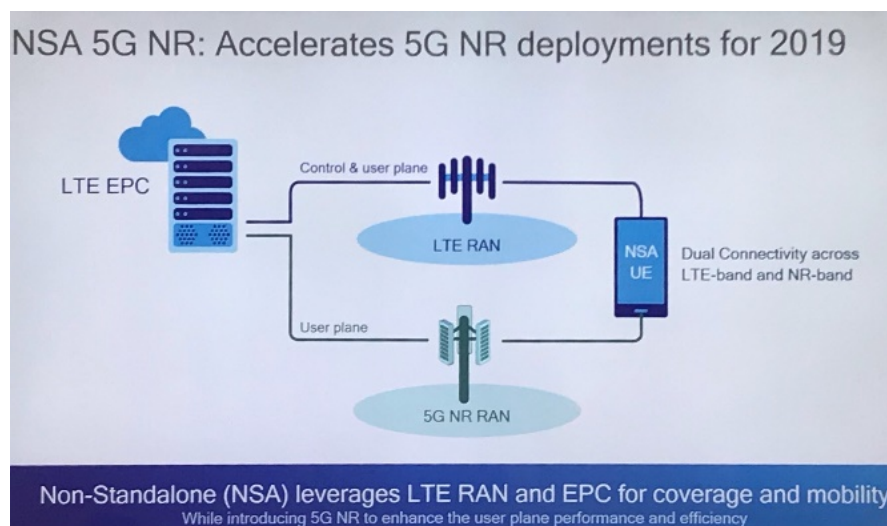 NSA 5G NR: Accelerates 5G NR deployments for 2019
LTE EPC
Control & user plane
LTE RAN
NSA
UE
Dual Connectivity across
LTE-band and NR-band
User plane
5G NR RAN
Non-Standalone (NSA) leverages LTE RAN and EPC for coverage and mobility
While introducing 5G NR to enhance the user plane performance and efficiency